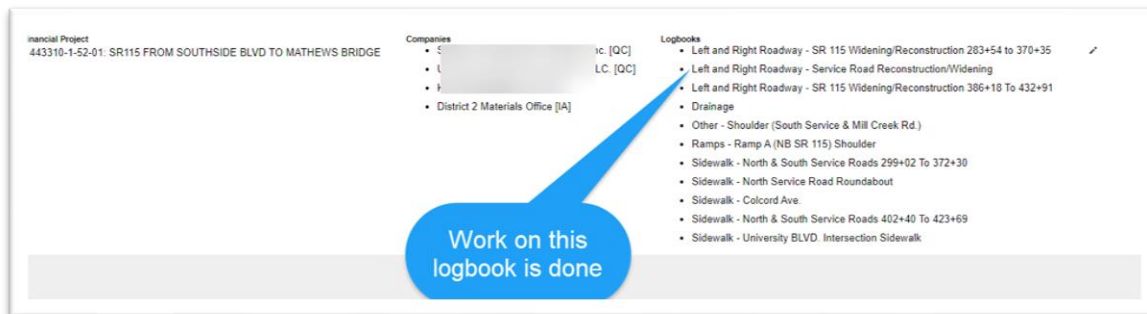 nancial Project
443310-1-52-01: SR115 FROM SOUTHSIDE BLVD TO MATHEWS BRIDGE
Companies
S nc. [QC]
U LC. [QC]
District 2 Materials Office [IA]
Logbooks
Left and Right Roadway - SR 115 Widening/Reconstruction 283+54 to 370+35
Left and Right Roadway - Service Road Reconstruction/Widening
Left and Right Roadway - SR 115 Widening/Reconstruction 386+18 To 432+91
Drainage
Other - Shoulder (South Service & Mill Creek Rd.)
Ramps - Ramp A (NB SR 115) Shoulder
Sidewalk - North & South Service Roads 299+02 To 372+30
Sidewalk - North Service Road Roundabout
Sidewalk - Colcord Ave.
Sidewalk - North & South Service Roads 402+40 To 423+69
Sidewalk - University BLVD. Intersection Sidewalk
Work on this
logbook is done